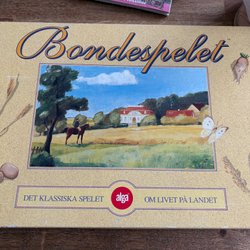 Bondespelet
DET KLASSISKA SPELET alga OM LIVET PÅ LANDET